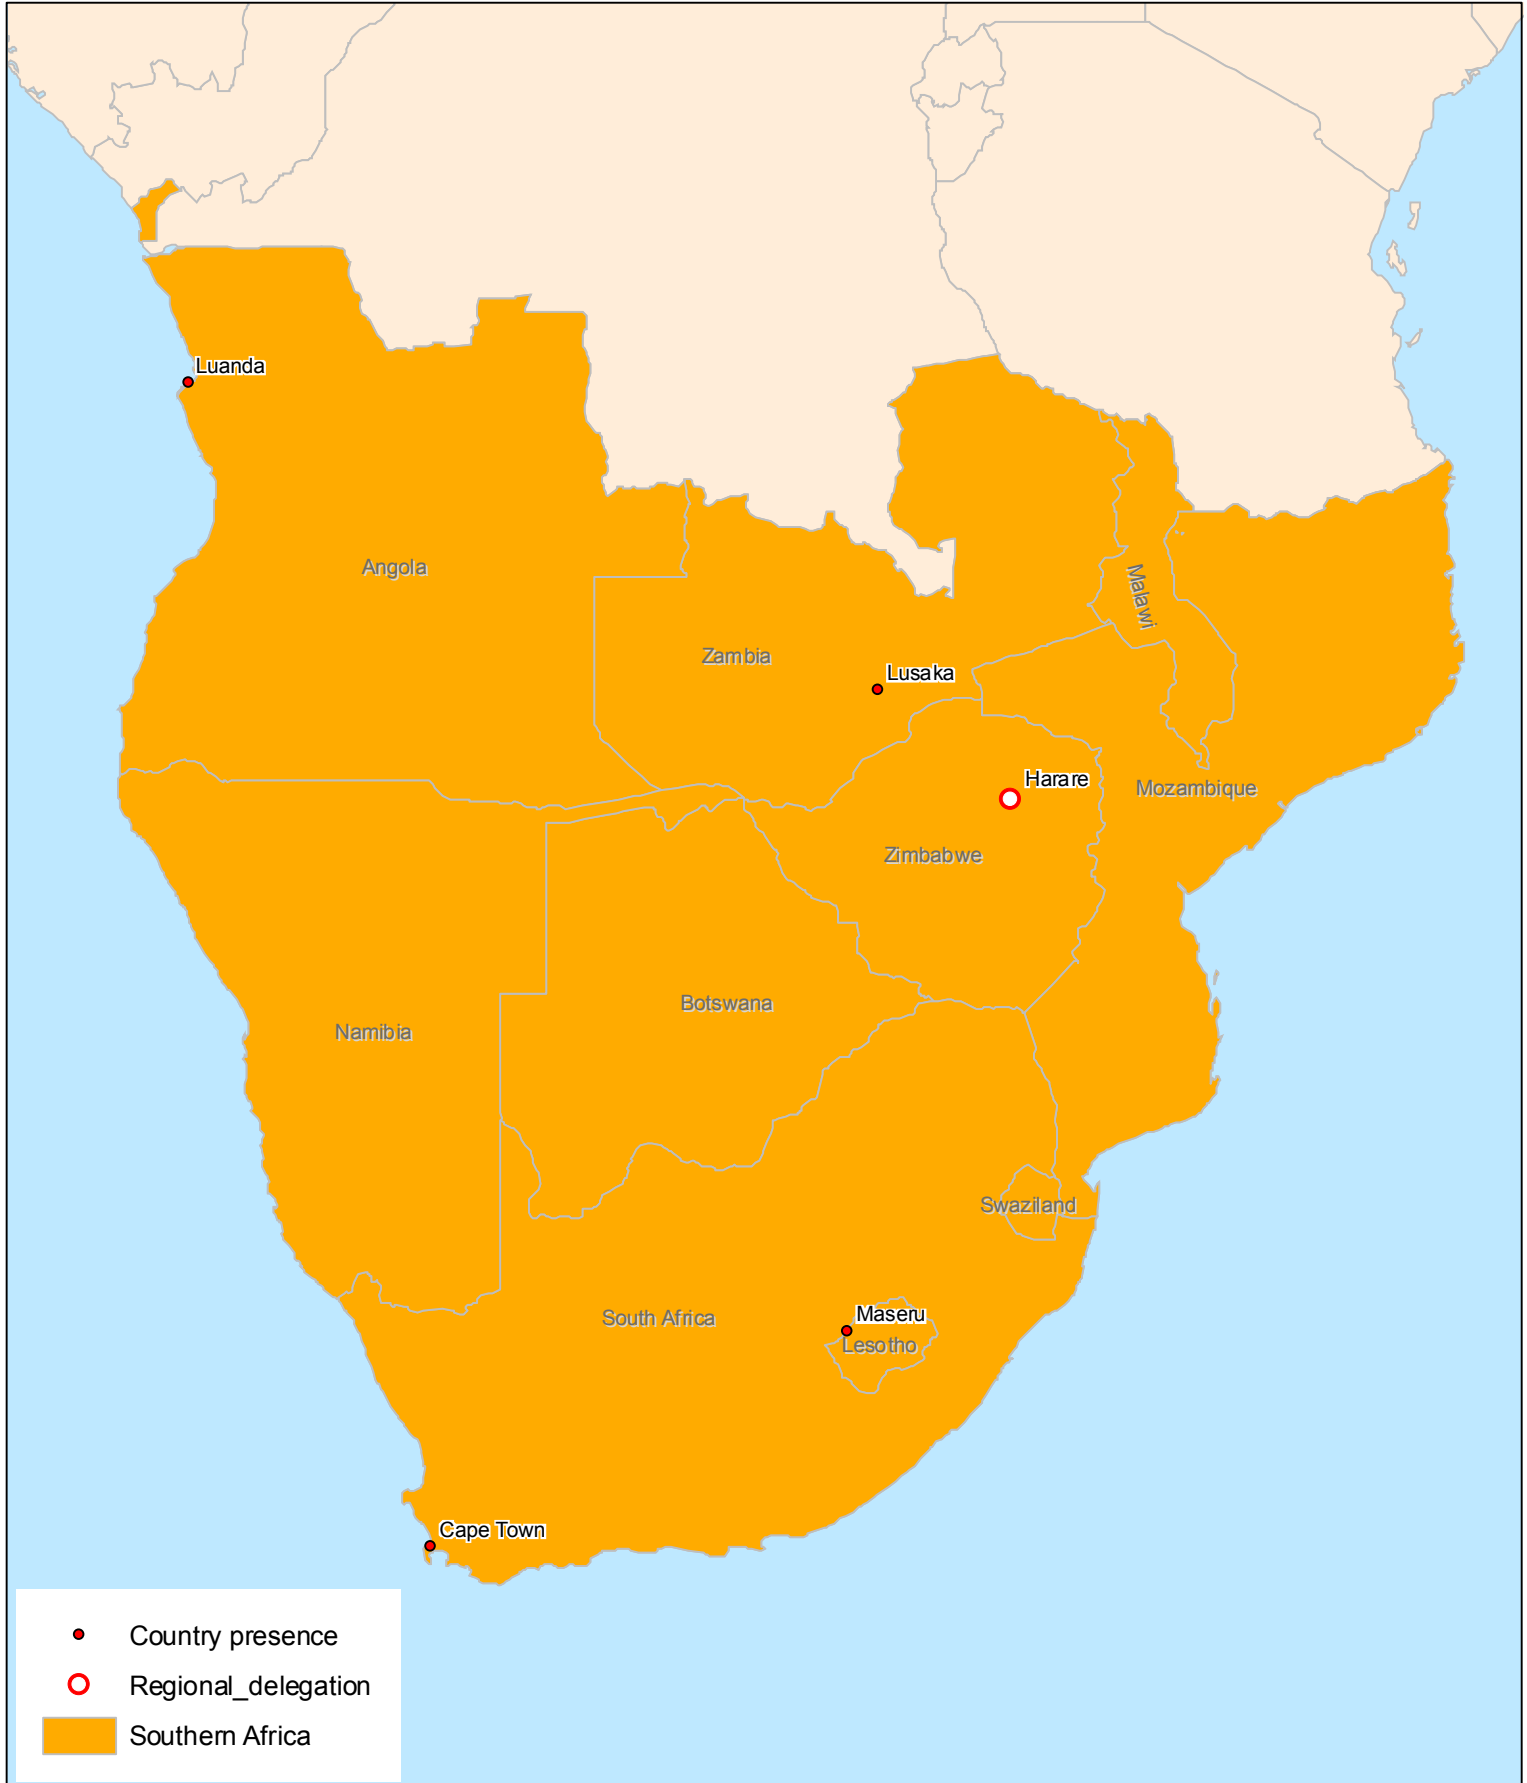 Luanda
Angola
Malawi
Zambia
Lusaka
Harare
Mozambique
Zimbabwe
Botswana
Namibia
Swaziland
South Africa
Maseru
Lesotho
Cape Town
Country presence
Regional_delegation
Southern Africa